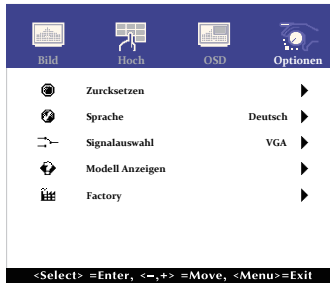 Bild Hoch OSD Optionen
Zurcksetzen
Sprache Deutsch
Signalauswahl VGA
Modell Anzeigen
Factory
<Select> =Enter, <–,+> =Move, <Menu>=Exit